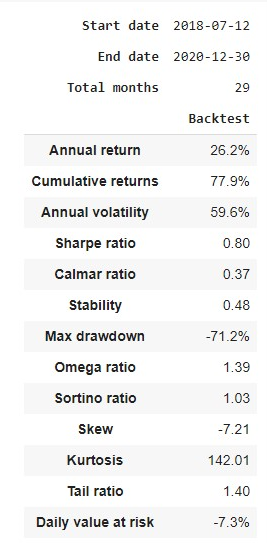 Start date 2018-07-12
End date 2020-12-30
Total months 29
Backtest
Annual return 26.2%
Cumulative returns 77.9%
Annual volatility 59.6%
Sharpe ratio 0.80
Calmar ratio 0.37
Stability 0.48
Max drawdown -71.2%
Omega ratio 1.39
Sortino ratio 1.03
Skew -7.21
Kurtosis 142.01
Tail ratio 1.40
Daily value at risk -7.3%